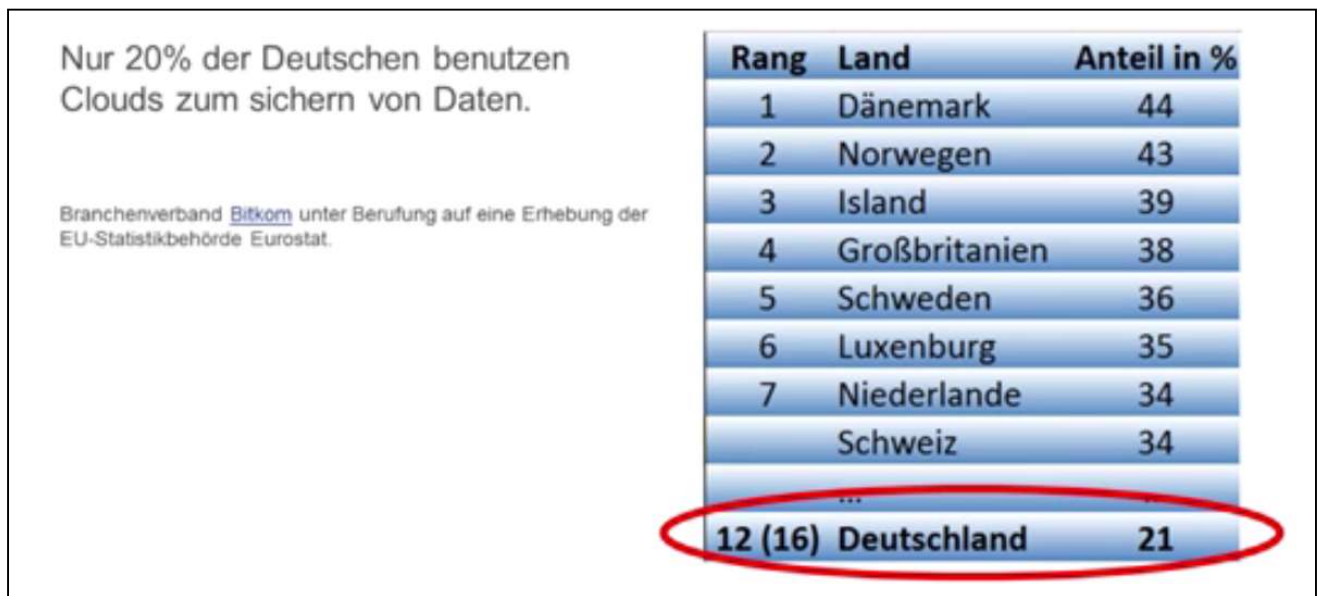 Nur 20% der Deutschen benutzen
Clouds zum sichern von Daten.
Branchenverband Bitkom unter Berufung auf eine Erhebung der
EU-Statistikbehörde Eurostat.
Rang Land Anteil in %
1 Dänemark 44
2 Norwegen 43
3 Island 39
4 Großbritanien 38
5 Schweden 36
6 Luxenburg 35
7 Niederlande 34
Schweiz 34
... ...
12 (16) Deutschland 21